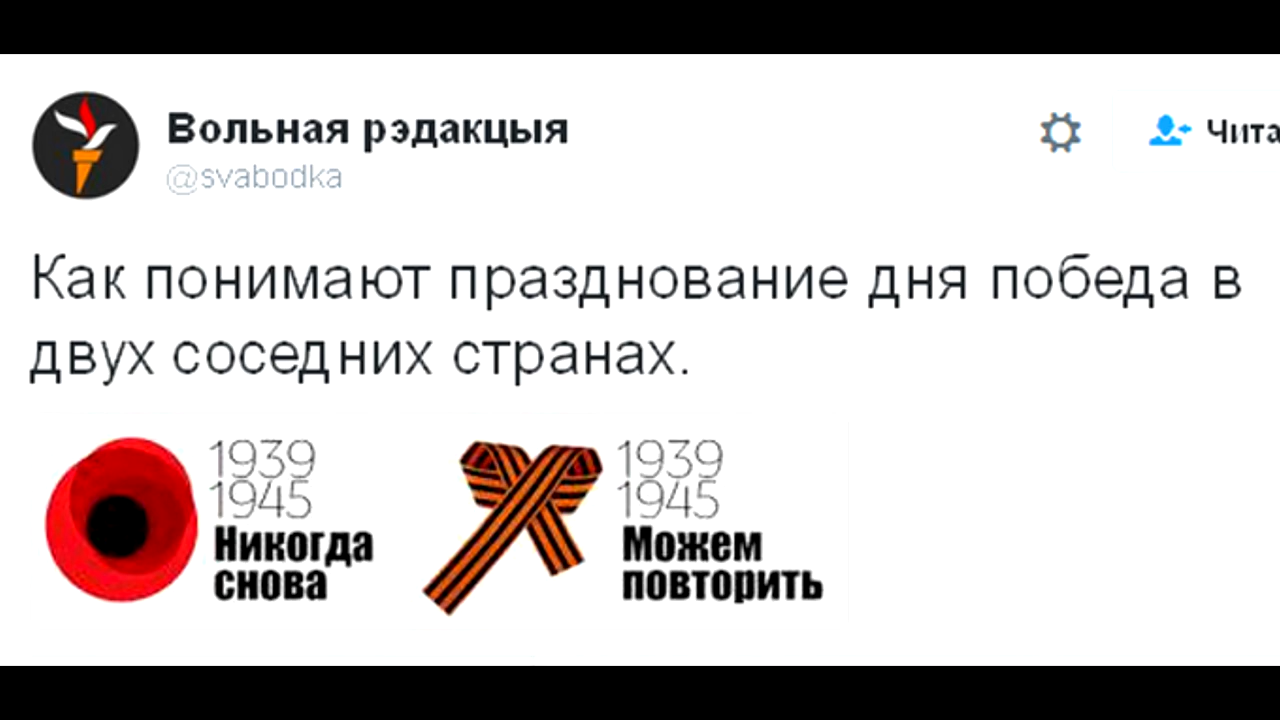 Вольная рэдакцыя
@svabodka
Чита
Как понимают празднование дня победа в
двух соседних странах.
1939
1945
Никогда
снова
1939
1945
Можем
повторить